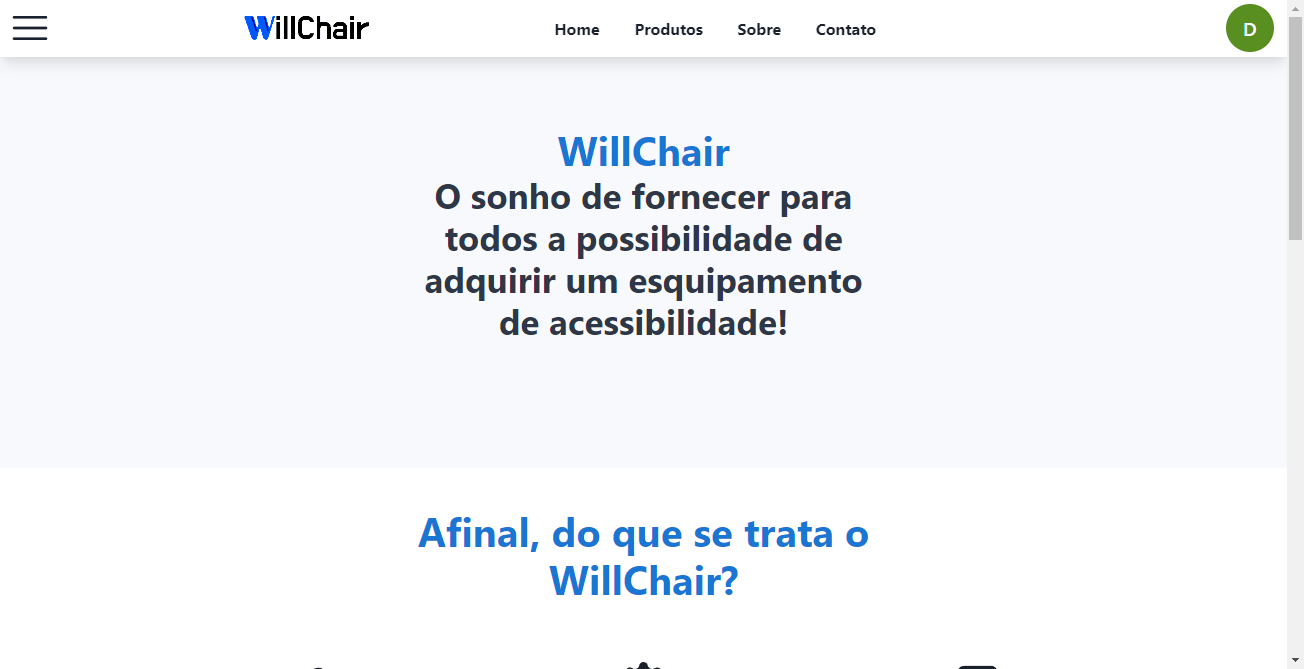 WillChair
Home Produtos Sobre Contato
D
WillChair
O sonho de fornecer para
todos a possibilidade de
adquirir um esquipamento
de acessibilidade!
Afinal, do que se trata o
WillChair?